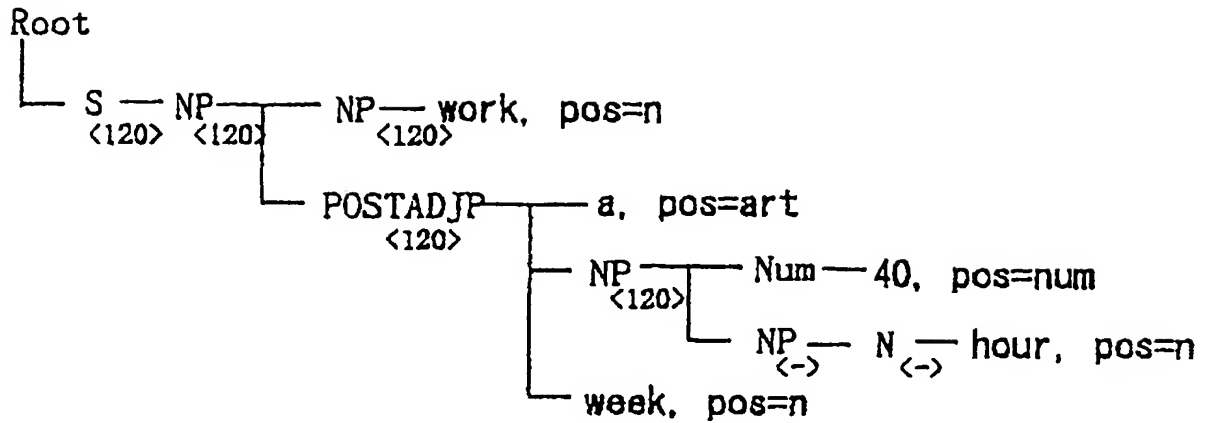 Root
S NP NP work, pos=n
<120> <120> <120>
POSTADJP a, pos=art
<120>
NP Num 40, pos=num
<120>
NP N hour, pos=n
<-> <->
week, pos=n